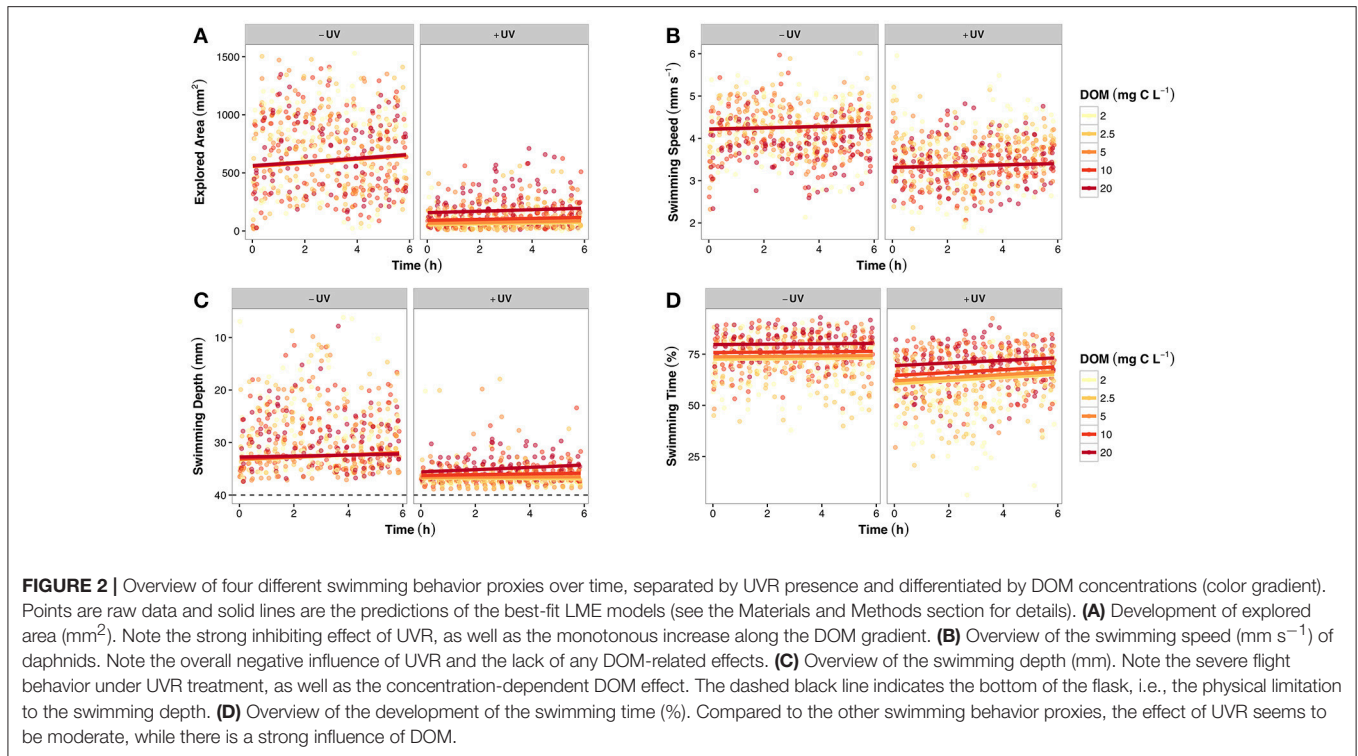 A
− UV
+ UV
1500
1000
500
0
Explored Area (mm²)
0 2 4 6 0 2 4 6
Time (h)
B
− UV
+ UV
6
5
4
3
2
Swimming Speed (mm s⁻¹)
0 2 4 6 0 2 4 6
Time (h)
DOM (mg C L⁻¹)
2
2.5
5
10
20
C
− UV
+ UV
10
20
30
40
Swimming Depth (mm)
0 2 4 6 0 2 4 6
Time (h)
D
− UV
+ UV
75
50
25
Swimming Time (%)
0 2 4 6 0 2 4 6
Time (h)
DOM (mg C L⁻¹)
2
2.5
5
10
20
FIGURE 2 | Overview of four different swimming behavior proxies over time, separated by UVR presence and differentiated by DOM concentrations (color gradient).
Points are raw data and solid lines are the predictions of the best-fit LME models (see the Materials and Methods section for details). (A) Development of explored
area (mm²). Note the strong inhibiting effect of UVR, as well as the monotonous increase along the DOM gradient. (B) Overview of the swimming speed (mm s⁻¹) of
daphnids. Note the overall negative influence of UVR and the lack of any DOM-related effects. (C) Overview of the swimming depth (mm). Note the severe flight
behavior under UVR treatment, as well as the concentration-dependent DOM effect. The dashed black line indicates the bottom of the flask, i.e., the physical limitation
to the swimming depth. (D) Overview of the development of the swimming time (%). Compared to the other swimming behavior proxies, the effect of UVR seems to
be moderate, while there is a strong influence of DOM.